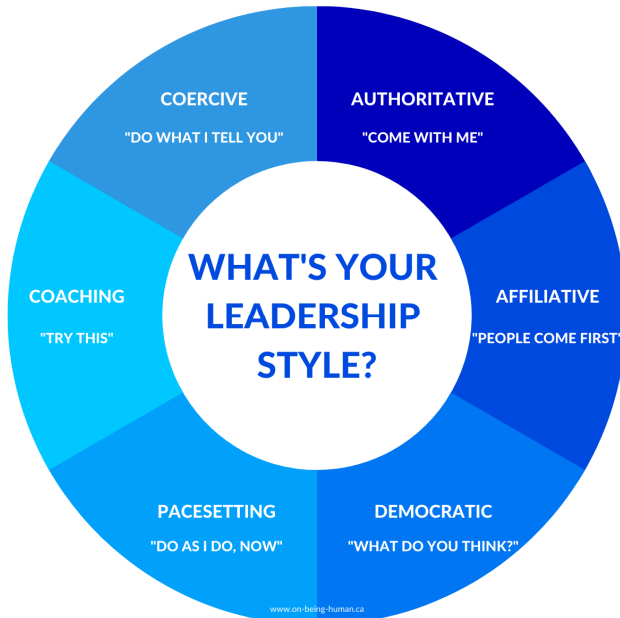 COERCIVE
"DO WHAT I TELL YOU"
AUTHORITATIVE
"COME WITH ME"
WHAT'S YOUR
LEADERSHIP
STYLE?
COACHING
"TRY THIS"
AFFILIATIVE
"PEOPLE COME FIRST"
PACESETTING
"DO AS I DO, NOW"
DEMOCRATIC
"WHAT DO YOU THINK?"
www.on-being-human.ca